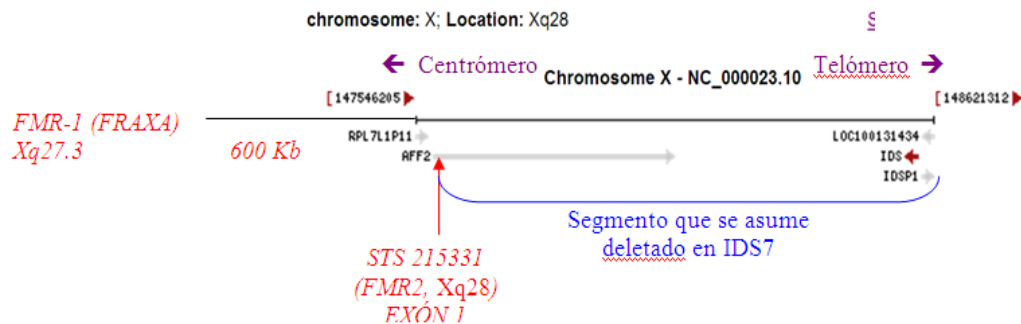 chromosome: X; Location: Xq28
S
Centrómero
Chromosome X - NC_000023.10
Telómero
[147546205
[148621312
FMR-1 (FRAXA)
Xq27.3
600 Kb
RPL7L1P11
AFF2
LOC100131434
IDS
IDSP1
Segmento que se asume
deletado en IDS7
STS 215331
(FMR2, Xq28)
EXÓN 1